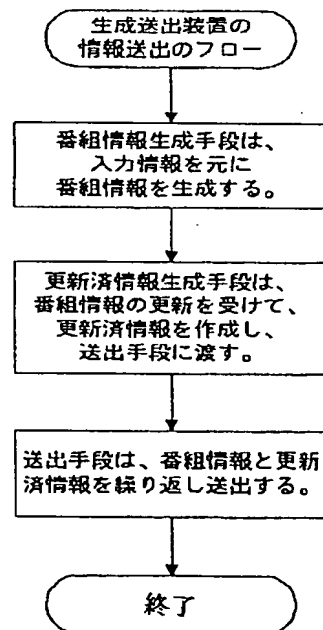 生成送出装置の
情報送出のフロー
番組情報生成手段は、
入力情報を元に
番組情報を生成する。
更新済情報生成手段は、
番組情報の更新を受けて、
更新済情報を作成し、
送出手段に渡す。
送出手段は、番組情報と更新
済情報を繰り返し送出する。
終了